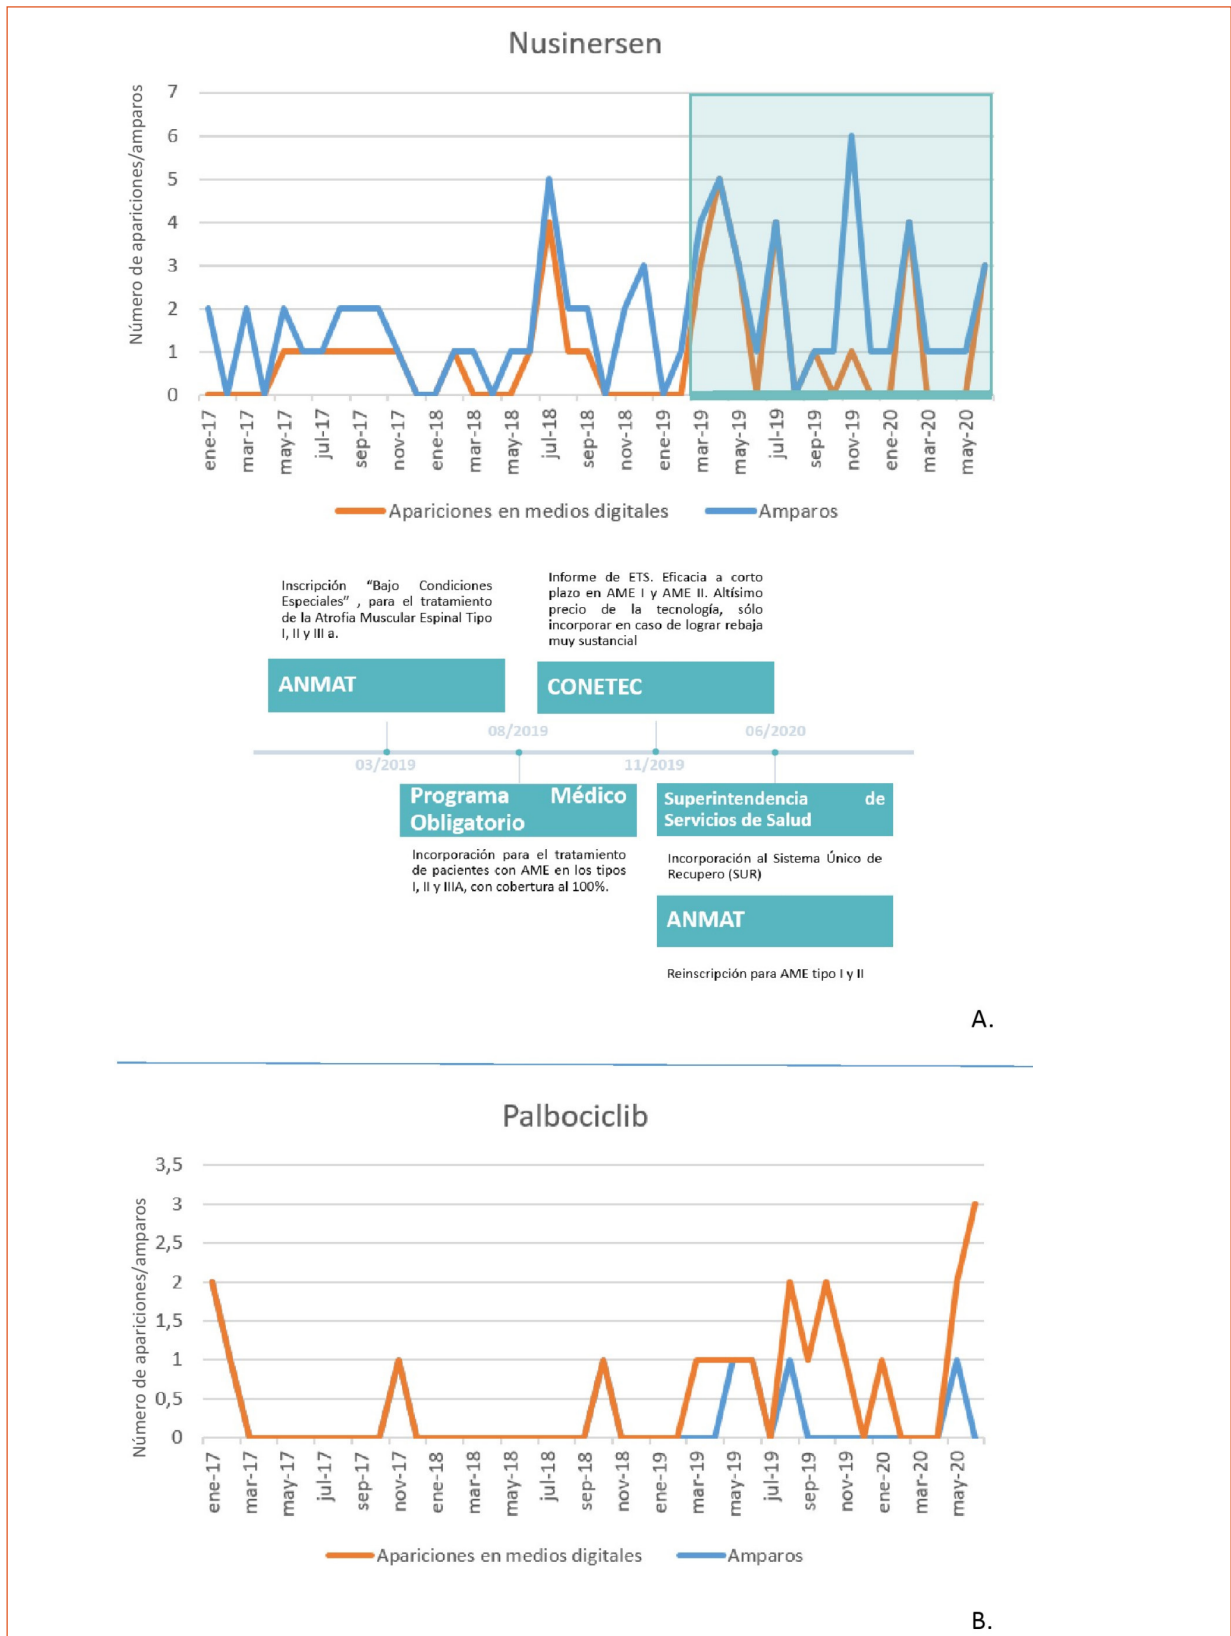 Nusinersen
Número de apariciones/amparos
7
6
5
4
3
2
1
0
ene-17
mar-17
may-17
jul-17
sep-17
nov-17
ene-18
mar-18
may-18
jul-18
sep-18
nov-18
ene-19
mar-19
may-19
jul-19
sep-19
nov-19
ene-20
mar-20
may-20
Apariciones en medios digitales
Amparos
Inscripción “Bajo Condiciones
Especiales” , para el tratamiento
de la Atrofia Muscular Espinal Tipo
I, II y III a.
ANMAT
Informe de ETS. Eficacia a corto
plazo en AME I y AME II. Altísimo
precio de la tecnología, sólo
incorporar en caso de lograr rebaja
muy sustancial
CONETEC
08/2019
06/2020
03/2019
11/2019
Programa Médico
Obligatorio
Incorporación para el tratamiento
de pacientes con AME en los tipos
I, II y IIIA, con cobertura al 100%.
Superintendencia de
Servicios de Salud
Incorporación al Sistema Único de
Recupero (SUR)
ANMAT
Reinscripción para AME tipo I y II
A.
Palbociclib
Número de apariciones/amparos
3,5
3
2,5
2
1,5
1
0,5
0
ene-17
mar-17
may-17
jul-17
sep-17
nov-17
ene-18
mar-18
may-18
jul-18
sep-18
nov-18
ene-19
mar-19
may-19
jul-19
sep-19
nov-19
ene-20
mar-20
may-20
Apariciones en medios digitales
Amparos
B.